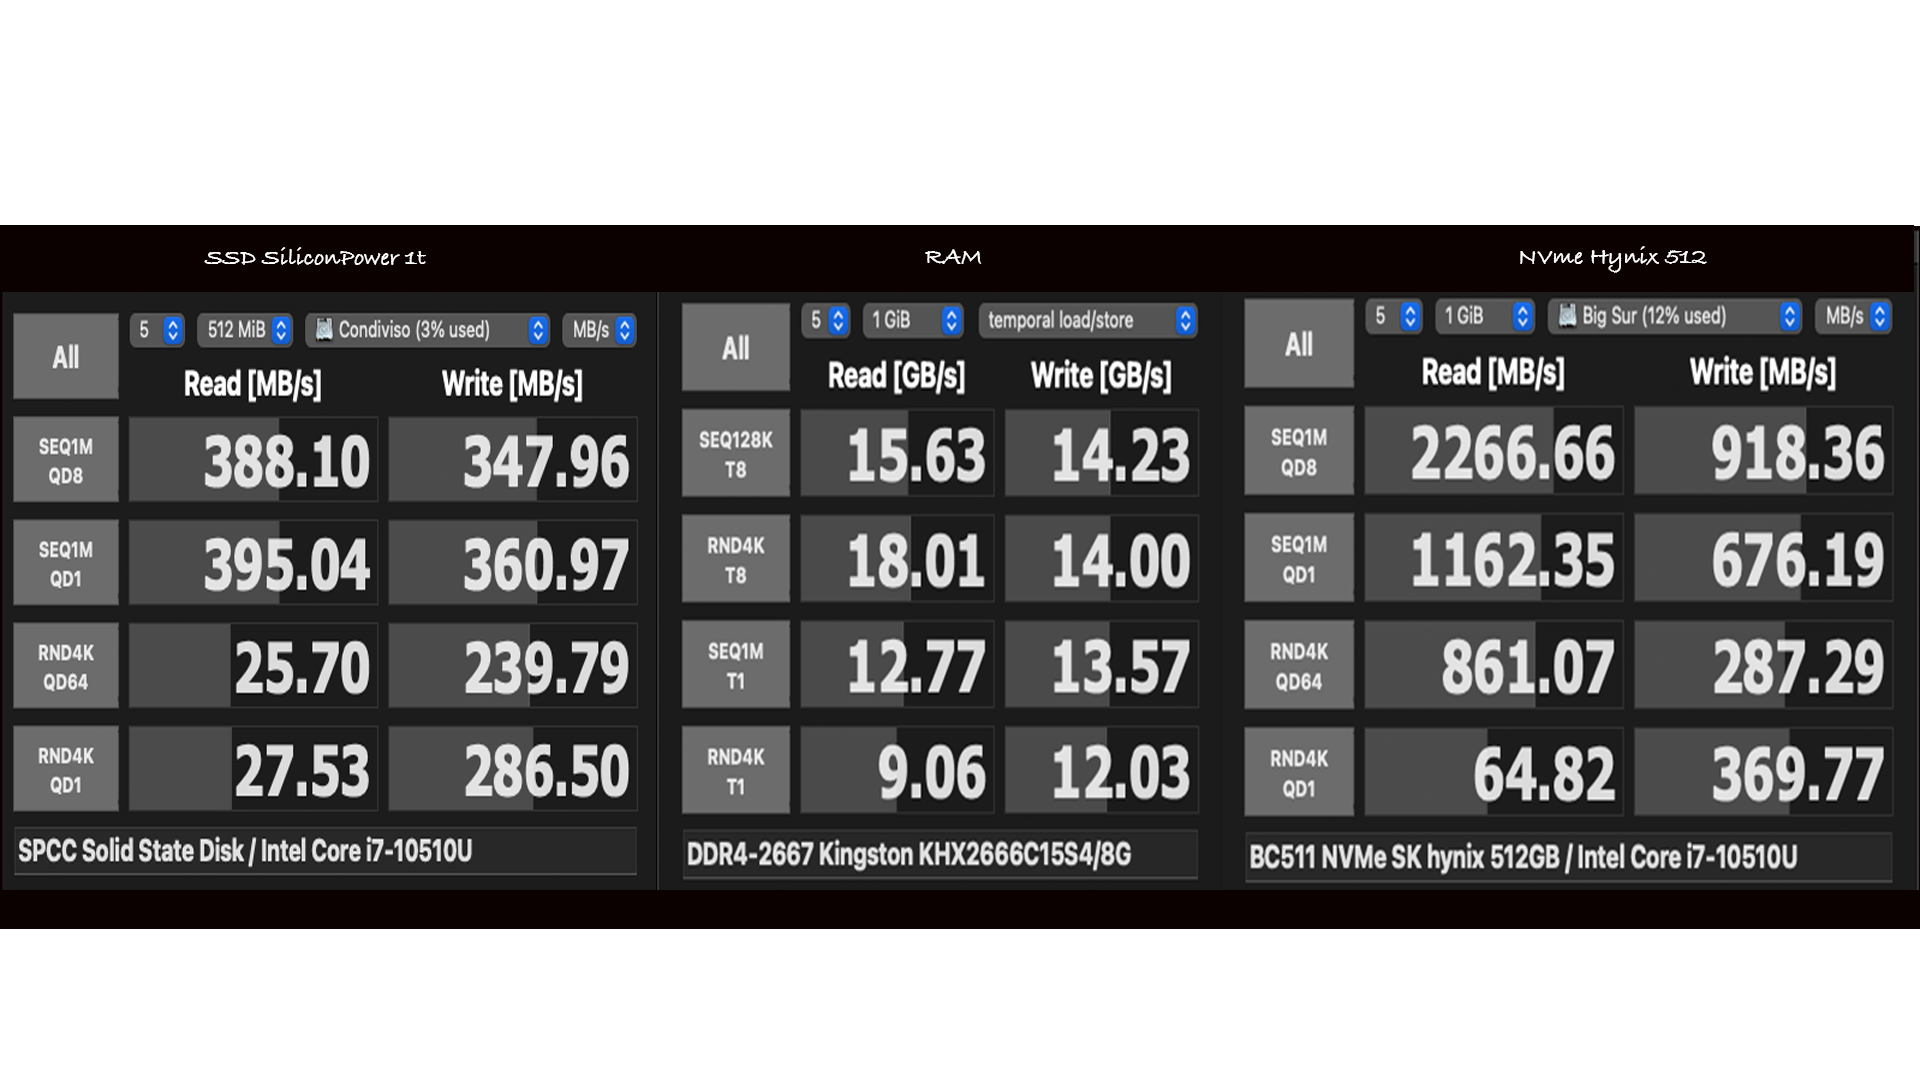 SSD SiliconPower 1t
5 512 MiB Condiviso (3% used) MB/s
All
Read [MB/s] Write [MB/s]
SEQ1M
QD8
388.10 347.96
SEQ1M
QD1
395.04 360.97
RND4K
QD64
25.70 239.79
RND4K
QD1
27.53 286.50
SPCC Solid State Disk / Intel Core i7-10510U
RAM
5 1 GiB temporal load/store
All
Read [GB/s] Write [GB/s]
SEQ128K
T8
15.63 14.23
RND4K
T8
18.01 14.00
SEQ1M
T1
12.77 13.57
RND4K
T1
9.06 12.03
DDR4-2667 Kingston KHX2666C15S4/8G
NVme Hynix 512
5 1 GiB Big Sur (12% used) MB/s
All
Read [MB/s] Write [MB/s]
SEQ1M
QD8
2266.66 918.36
SEQ1M
QD1
1162.35 676.19
RND4K
QD64
861.07 287.29
RND4K
QD1
64.82 369.77
BC511 NVMe SK hynix 512GB / Intel Core i7-10510U